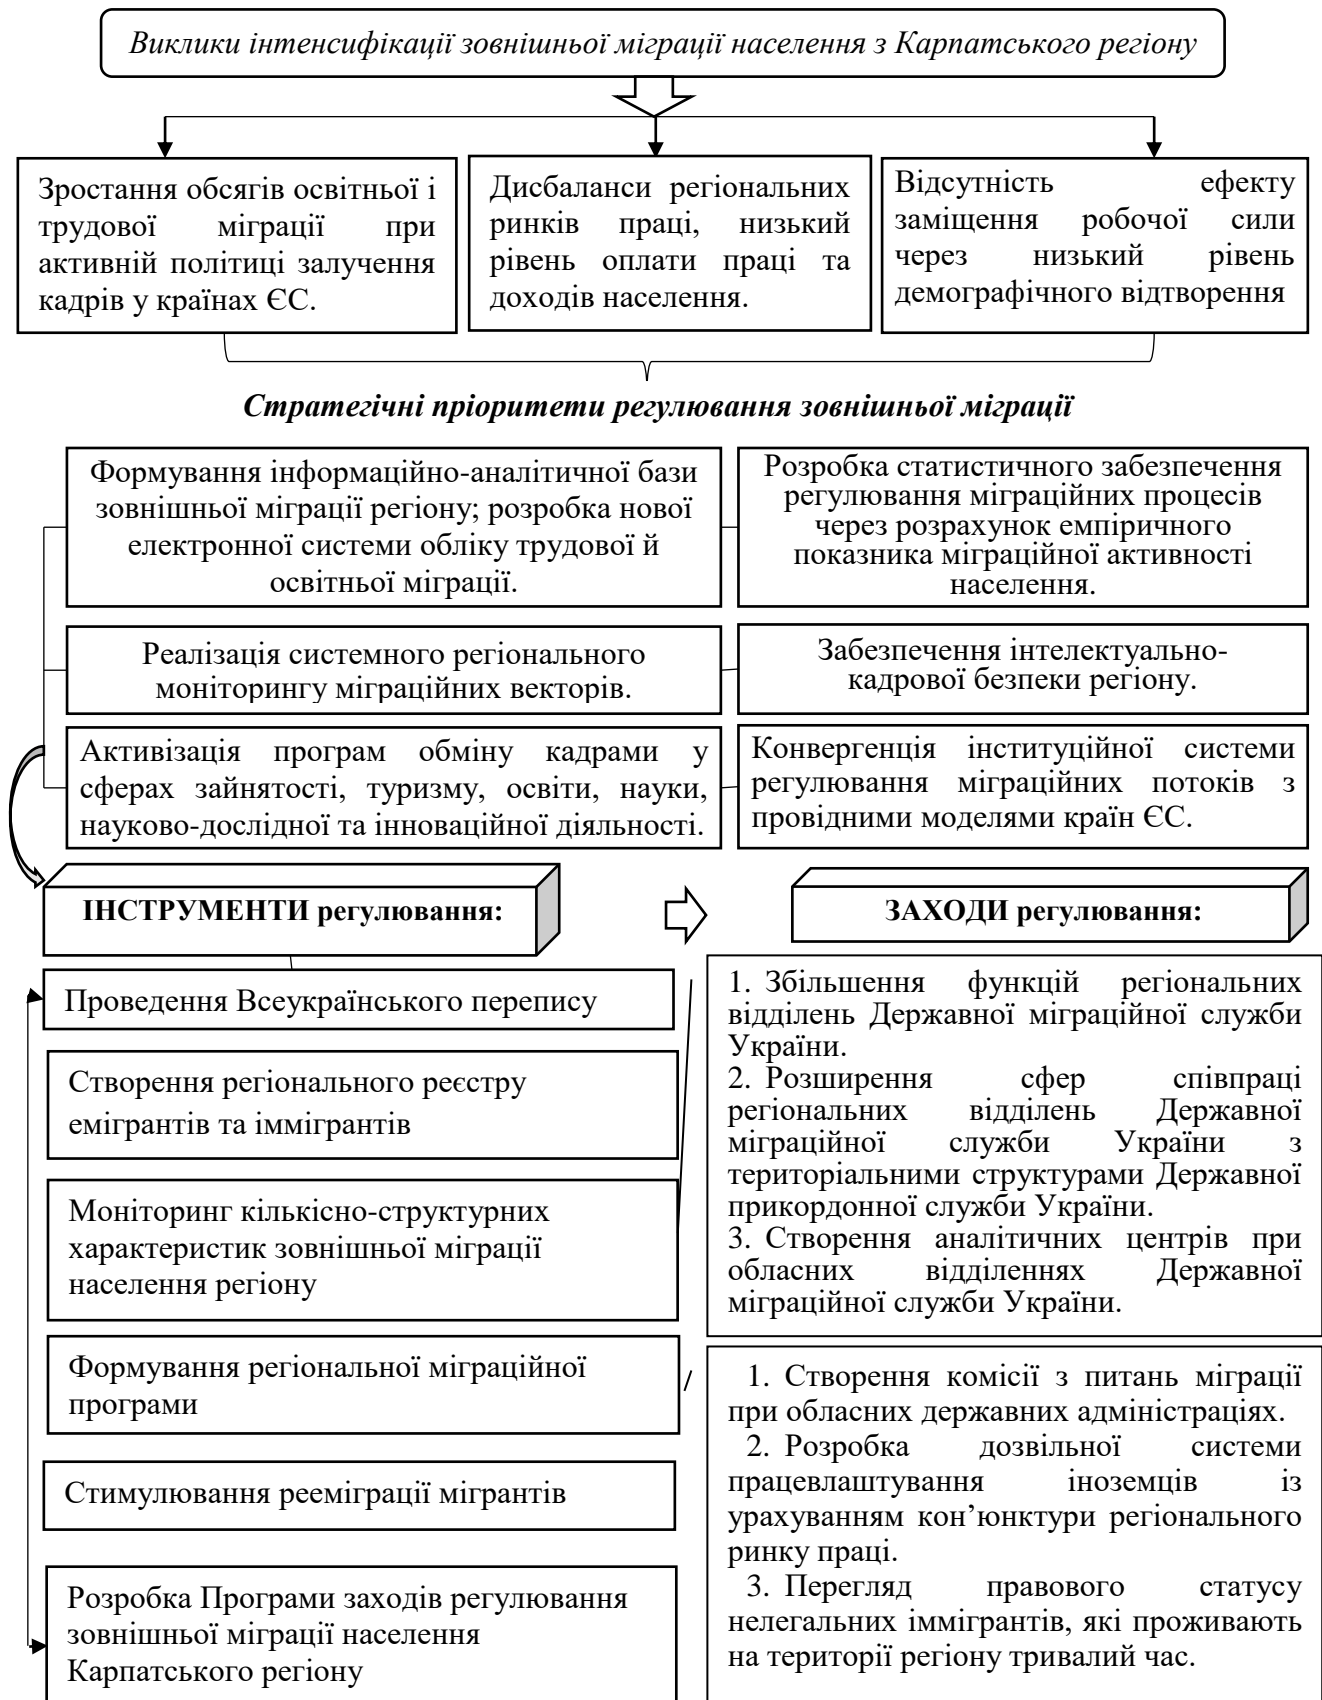 Виклики інтенсифікації зовнішньої міграції населення з Карпатського регіону
Зростання обсягів освітньої і
трудової міграції при
активній політиці залучення
кадрів у країнах ЄС.
Дисбаланси регіональних
ринків праці, низький
рівень оплати праці та
доходів населення.
Відсутність ефекту
заміщення робочої сили
через низький рівень
демографічного відтворення
Стратегічні пріоритети регулювання зовнішньої міграції
Формування інформаційно-аналітичної бази
зовнішньої міграції регіону; розробка нової
електронної системи обліку трудової й
освітньої міграції.
Розробка статистичного забезпечення
регулювання міграційних процесів
через розрахунок емпіричного
показника міграційної активності
населення.
Реалізація системного регіонального
моніторингу міграційних векторів.
Забезпечення інтелектуально-
кадрової безпеки регіону.
Активізація програм обміну кадрами у
сферах зайнятості, туризму, освіти, науки,
науково-дослідної та інноваційної діяльності.
Конвергенція інституційної системи
регулювання міграційних потоків з
провідними моделями країн ЄС.
ІНСТРУМЕНТИ регулювання:
ЗАХОДИ регулювання:
Проведення Всеукраїнського перепису
Створення регіонального реєстру
емігрантів та іммігрантів
Моніторинг кількісно-структурних
характеристик зовнішньої міграції
населення регіону
Формування регіональної міграційної
програми
Стимулювання рееміграції мігрантів
Розробка Програми заходів регулювання
зовнішньої міграції населення
Карпатського регіону
1. Збільшення функцій регіональних
відділень Державної міграційної служби
України.
2. Розширення сфер співпраці
регіональних відділень Державної
міграційної служби України з
територіальними структурами Державної
прикордонної служби України.
3. Створення аналітичних центрів при
обласних відділеннях Державної
міграційної служби України.
1. Створення комісії з питань міграції
при обласних державних адміністраціях.
2. Розробка дозвільної системи
працевлаштування іноземців із
урахуванням кон’юнктури регіонального
ринку праці.
3. Перегляд правового статусу
нелегальних іммігрантів, які проживають
на території регіону тривалий час.